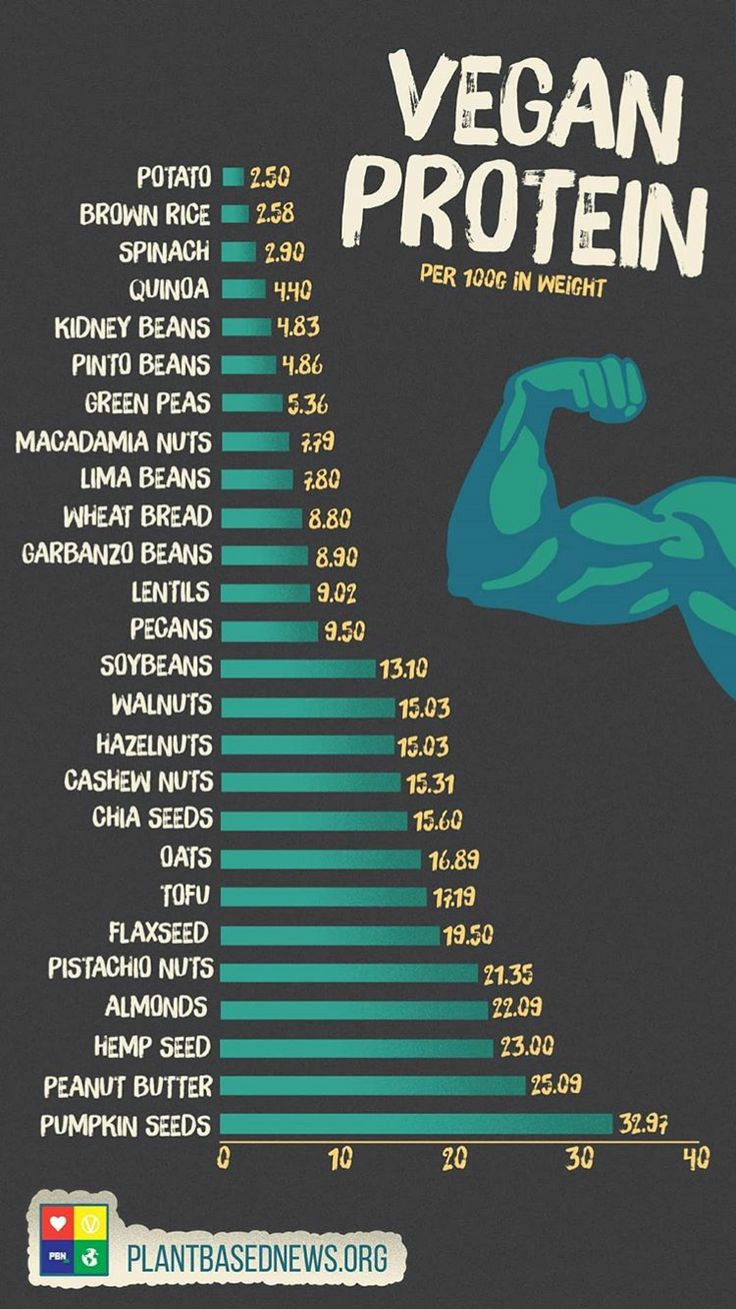 VEGAN
PROTEIN
PER 100G IN WEIGHT
POTATO 2.50
BROWN RICE 2.58
SPINACH 2.90
QUINOA 4.40
KIDNEY BEANS 4.83
PINTO BEANS 4.86
GREEN PEAS 5.36
MACADAMIA NUTS 7.79
LIMA BEANS 7.80
WHEAT BREAD 8.80
GARBANZO BEANS 8.90
LENTILS 9.02
PECANS 9.50
SOYBEANS 13.10
WALNUTS 15.03
HAZELNUTS 15.03
CASHEW NUTS 15.31
CHIA SEEDS 15.60
OATS 16.89
TOFU 17.19
FLAXSEED 19.50
PISTACHIO NUTS 21.35
ALMONDS 22.09
HEMP SEED 23.00
PEANUT BUTTER 25.09
PUMPKIN SEEDS 32.97
0 10 20 30 40
PBN
PLANTBASEDNEWS.ORG